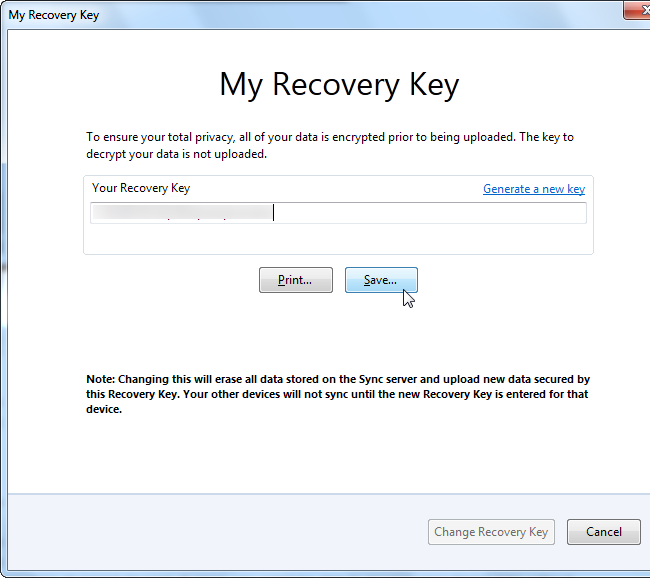 My Recovery Key
My Recovery Key
To ensure your total privacy, all of your data is encrypted prior to being uploaded. The key to
decrypt your data is not uploaded.
Your Recovery Key
Generate a new key
Print...
Save...
Note: Changing this will erase all data stored on the Sync server and upload new data secured by
this Recovery Key. Your other devices will not sync until the new Recovery Key is entered for that
device.
Change Recovery Key
Cancel